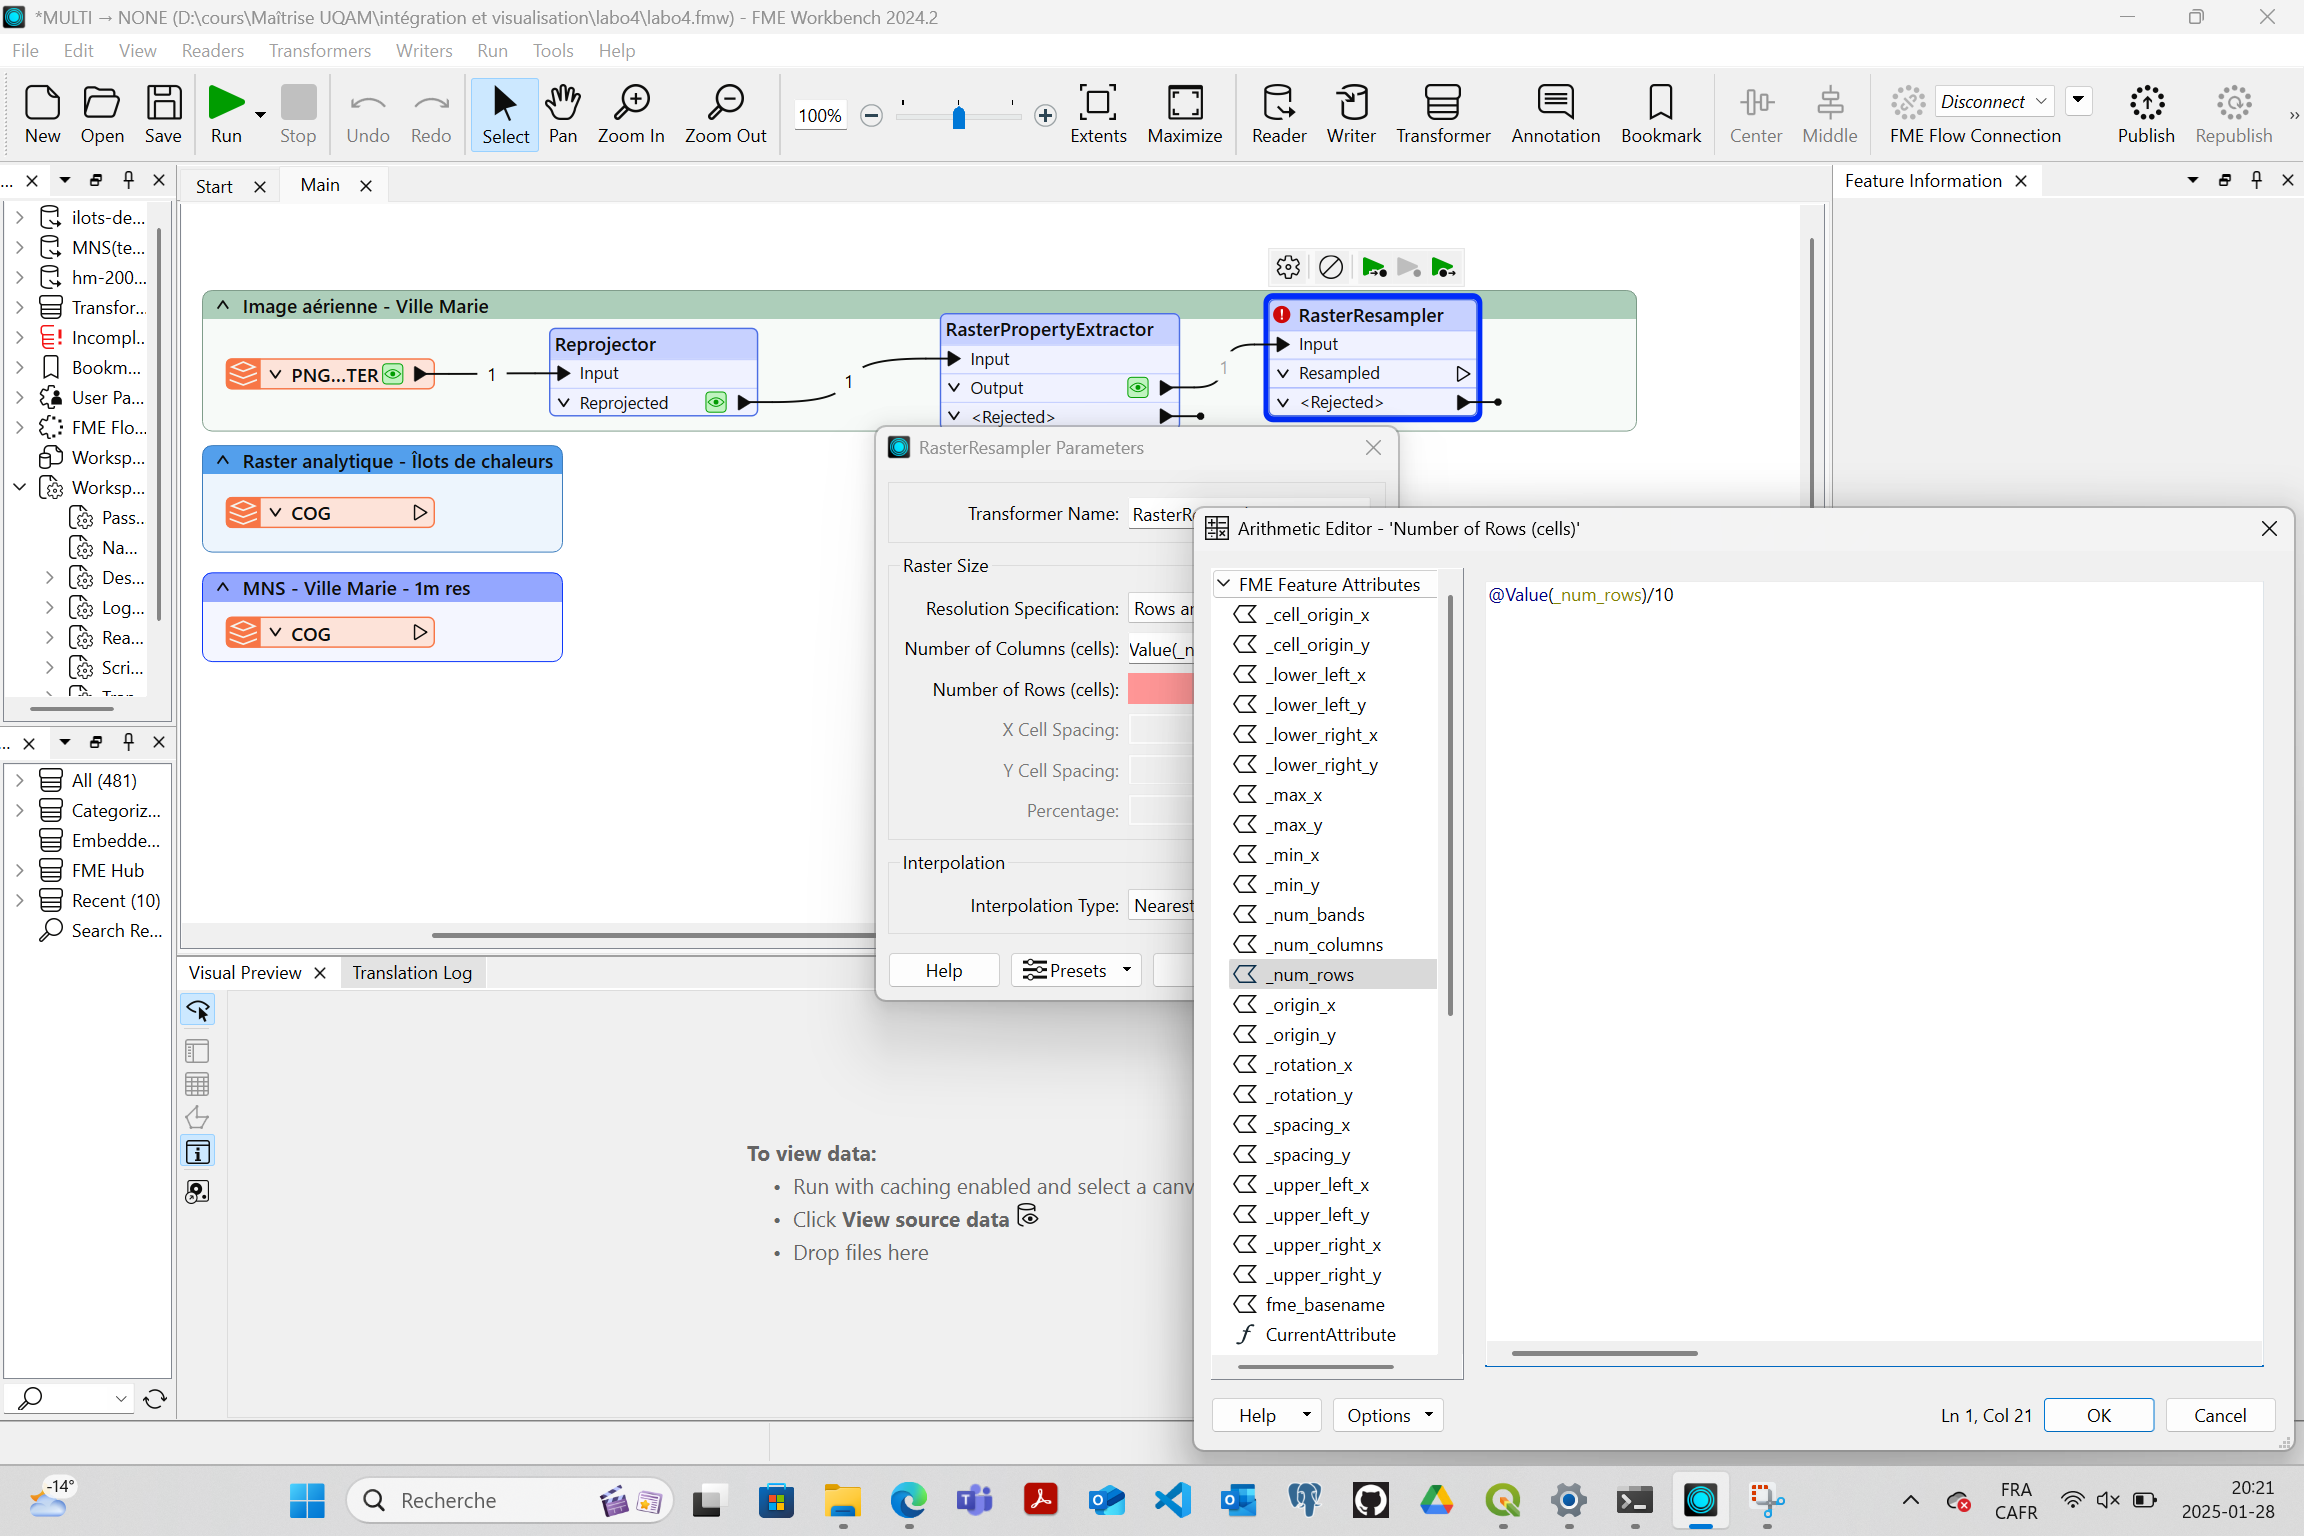 *MULTI → NONE (D:\cours\Maîtrise UQAM\intégration et visualisation\labo4\labo4.fmw) - FME Workbench 2024.2
File Edit View Readers Transformers Writers Run Tools Help
New Open Save Run Stop Undo Redo Select Pan Zoom In Zoom Out 100% Extents Maximize Reader Writer Transformer Annotation Bookmark Center Middle Disconnect FME Flow Connection Publish Republish »
...
ilots-de...
MNS(te...
hm-200...
Transfor...
Incompl...
Bookm...
User Pa...
FME Flo...
Worksp...
Worksp...
Pass...
Na...
Des...
Log...
Rea...
Scri...
...
All (481)
Categoriz...
Embedde...
FME Hub
Recent (10)
Search Re...
Start Main
Image aérienne - Ville Marie
PNG...TER
1
Reprojector
Input
Reprojected
1
RasterPropertyExtractor
Input
Output
<Rejected>
1
RasterResampler
Input
Resampled
<Rejected>
Raster analytique - Îlots de chaleurs
COG
MNS - Ville Marie - 1m res
COG
Feature Information
RasterResampler Parameters
Transformer Name: RasterRe
Raster Size
Resolution Specification: Rows an
Number of Columns (cells): Value(_n
Number of Rows (cells):
X Cell Spacing:
Y Cell Spacing:
Percentage:
Interpolation
Interpolation Type: Nearest
Help Presets
Arithmetic Editor - 'Number of Rows (cells)'
FME Feature Attributes
_cell_origin_x
_cell_origin_y
_lower_left_x
_lower_left_y
_lower_right_x
_lower_right_y
_max_x
_max_y
_min_x
_min_y
_num_bands
_num_columns
_num_rows
_origin_x
_origin_y
_rotation_x
_rotation_y
_spacing_x
_spacing_y
_upper_left_x
_upper_left_y
_upper_right_x
_upper_right_y
fme_basename
CurrentAttribute
@Value(_num_rows)/10
Help Options Ln 1, Col 21 OK Cancel
Visual Preview Translation Log
To view data:
• Run with caching enabled and select a canv
• Click View source data
• Drop files here
-14°
Recherche
FRA
CAFR
20:21
2025-01-28